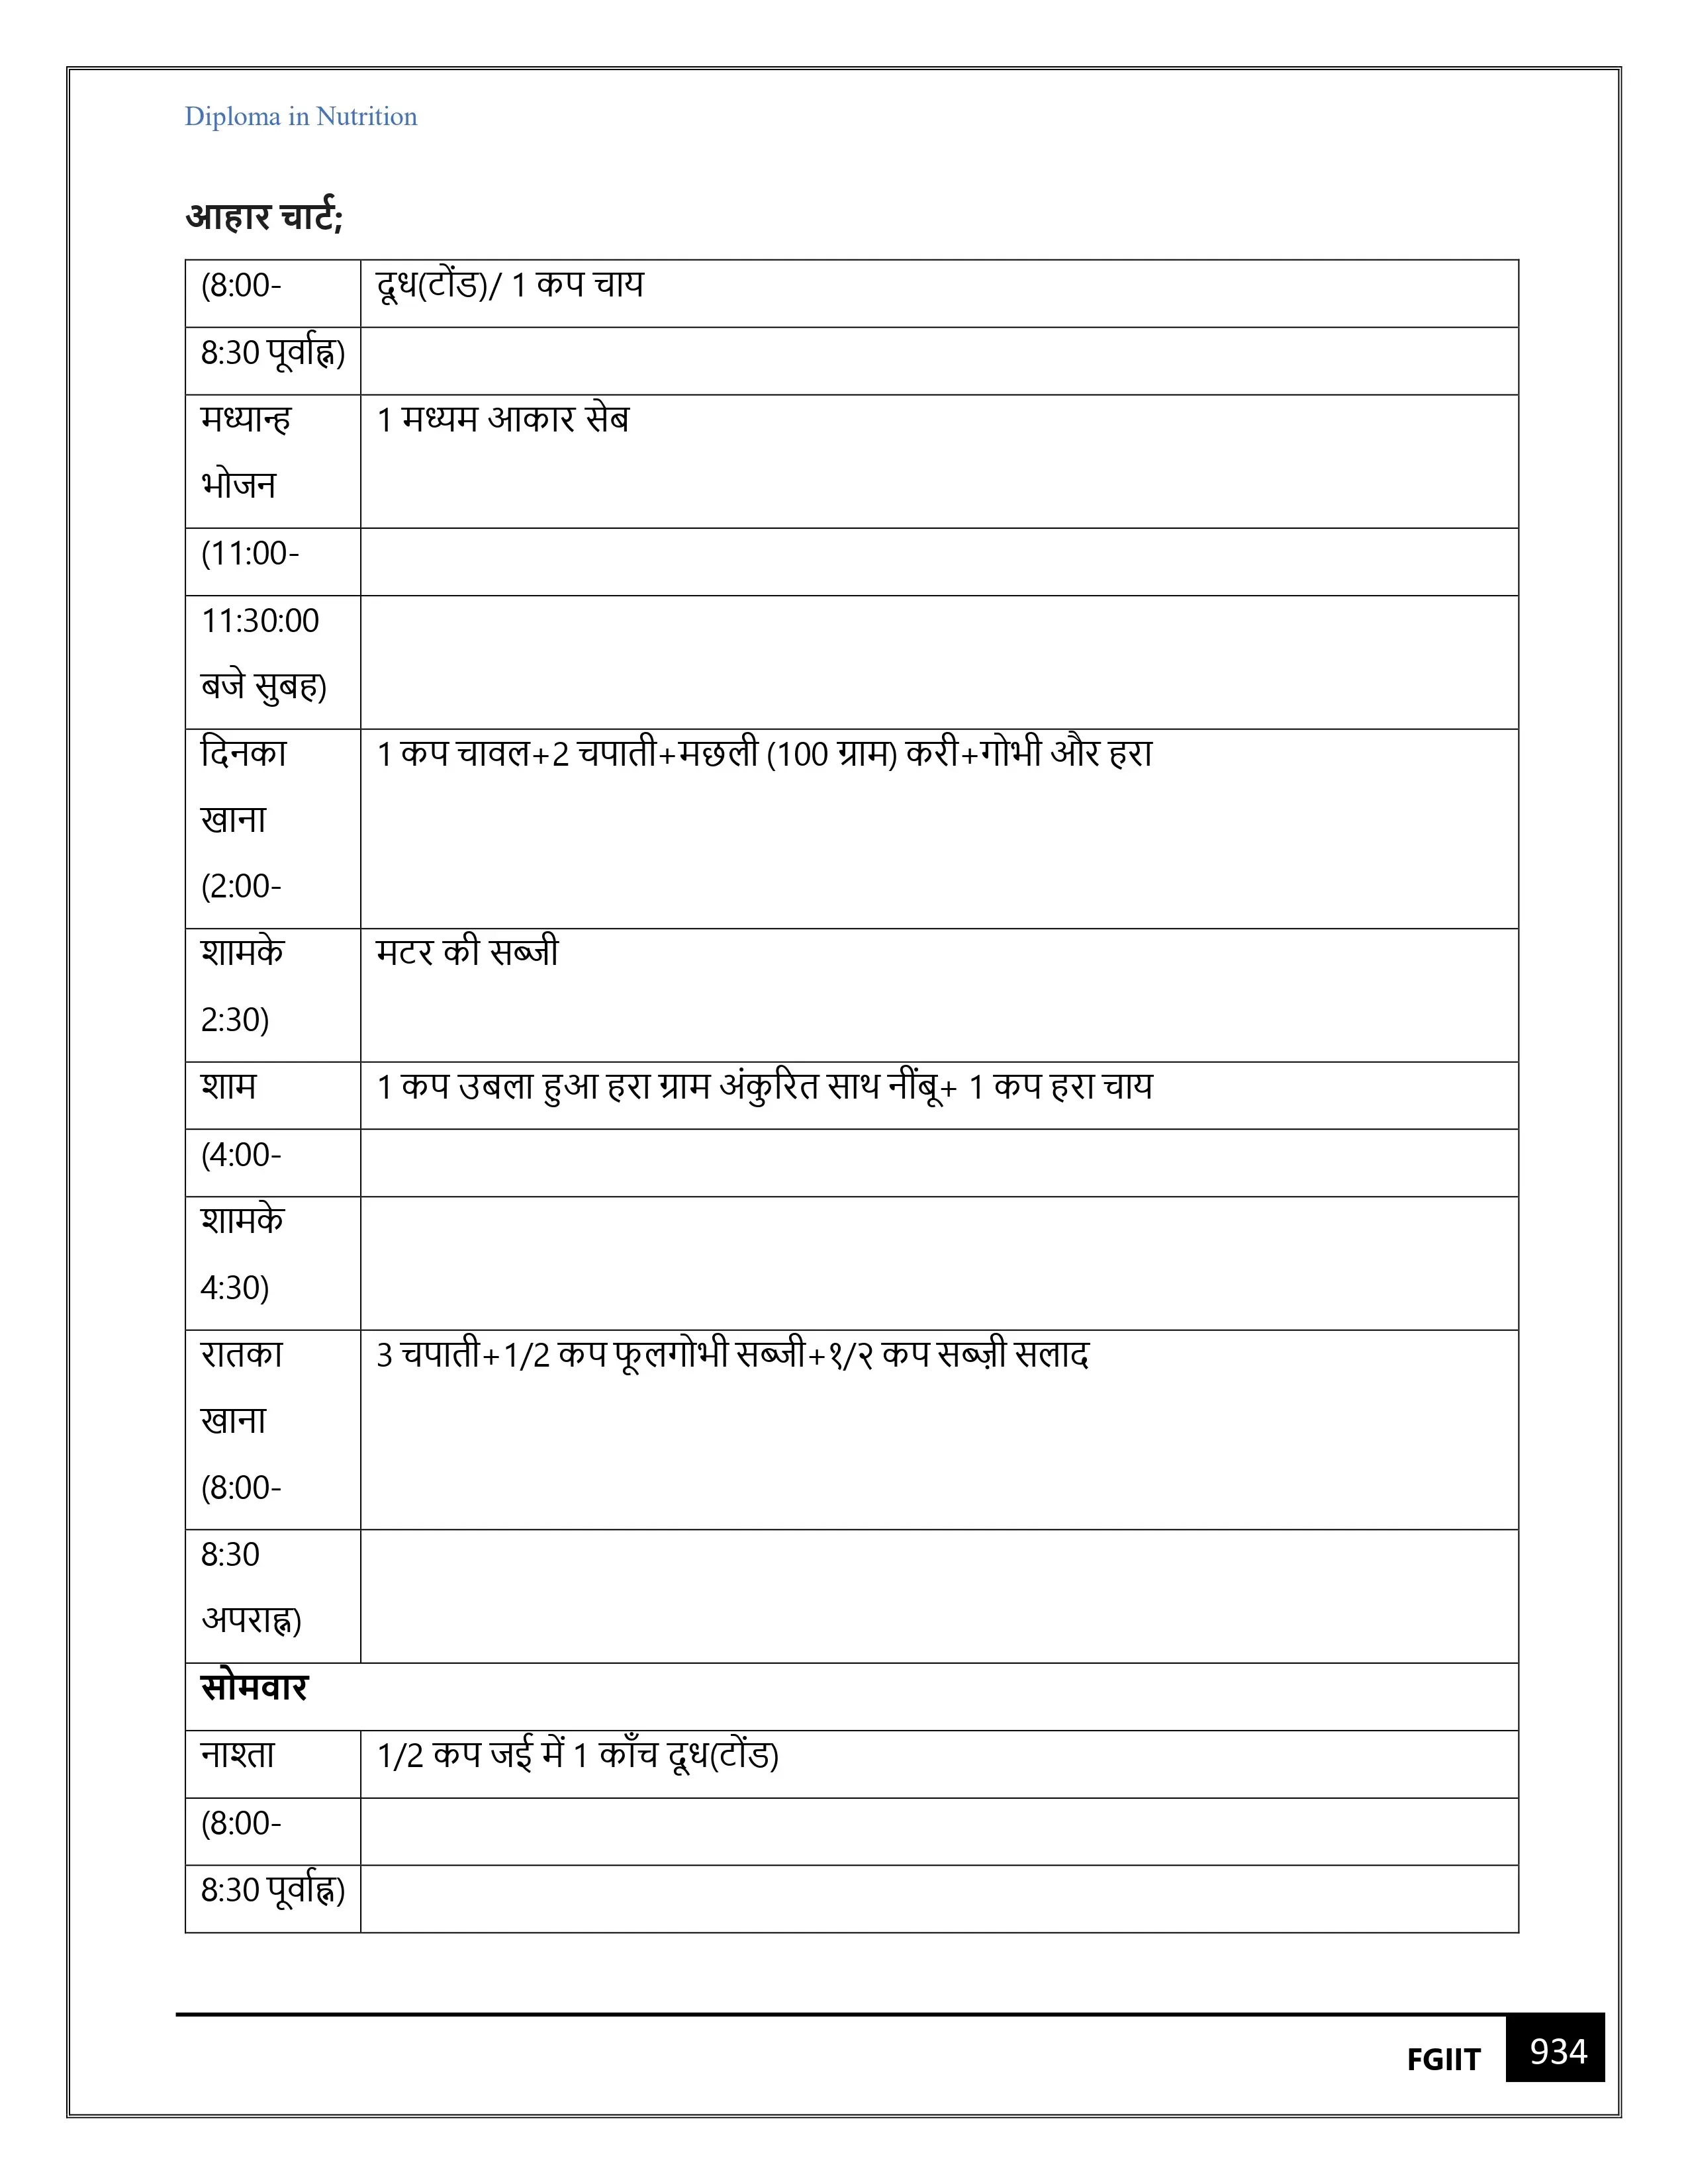 Diploma in Nutrition
आहार चार्ट;
(8:00- दूध(टोंड)/ 1 कप चाय
8:30 पूर्वाह्न)
मध्यान्ह 1 मध्यम आकार सेब
भोजन
(11:00-
11:30:00
बजे सुबह)
दिनका 1 कप चावल+2 चपाती+मछली (100 ग्राम) करी+गोभी और हरा
खाना
(2:00-
शामके मटर की सब्जी
2:30)
शाम 1 कप उबला हुआ हरा ग्राम अंकुरित साथ नींबू+ 1 कप हरा चाय
(4:00-
शामके
4:30)
रातका 3 चपाती+1/2 कप फूलगोभी सब्जी+१/२ कप सब्ज़ी सलाद
खाना
(8:00-
8:30
अपराह्न)
सोमवार
नाश्ता 1/2 कप जई में 1 काँच दूध(टोंड)
(8:00-
8:30 पूर्वाह्न)
FGIIT 934